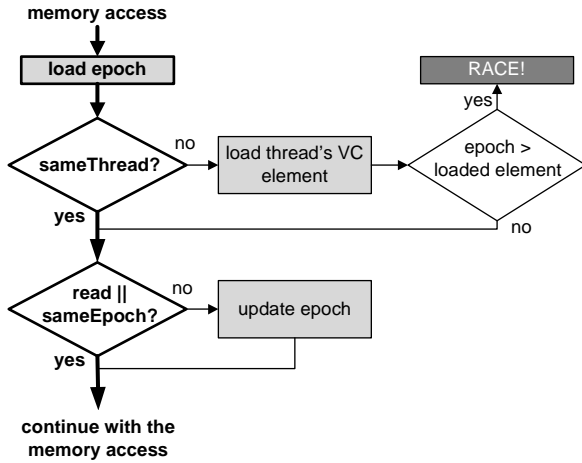 memory access
load epoch
RACE!
yes
sameThread?
no
load thread's VC
element
epoch >
loaded element
yes
no
read ||
sameEpoch?
no
update epoch
yes
continue with the
memory access